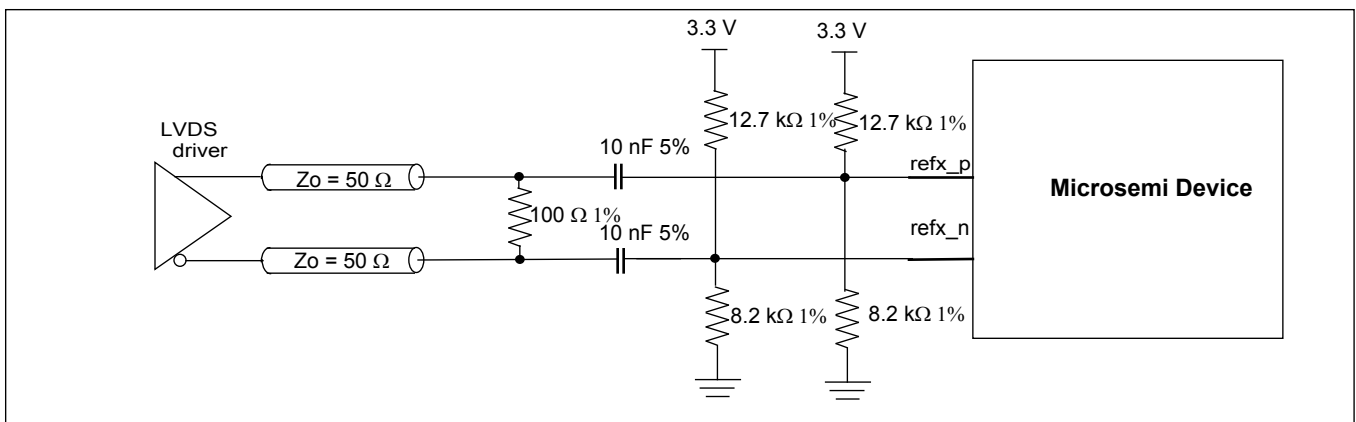 3.3 V
3.3 V
12.7 kΩ 1%
12.7 kΩ 1%
LVDS
driver
10 nF 5%
refx_p
Zo = 50 Ω
Microsemi Device
100 Ω 1%
10 nF 5%
refx_n
Zo = 50 Ω
8.2 kΩ 1%
8.2 kΩ 1%